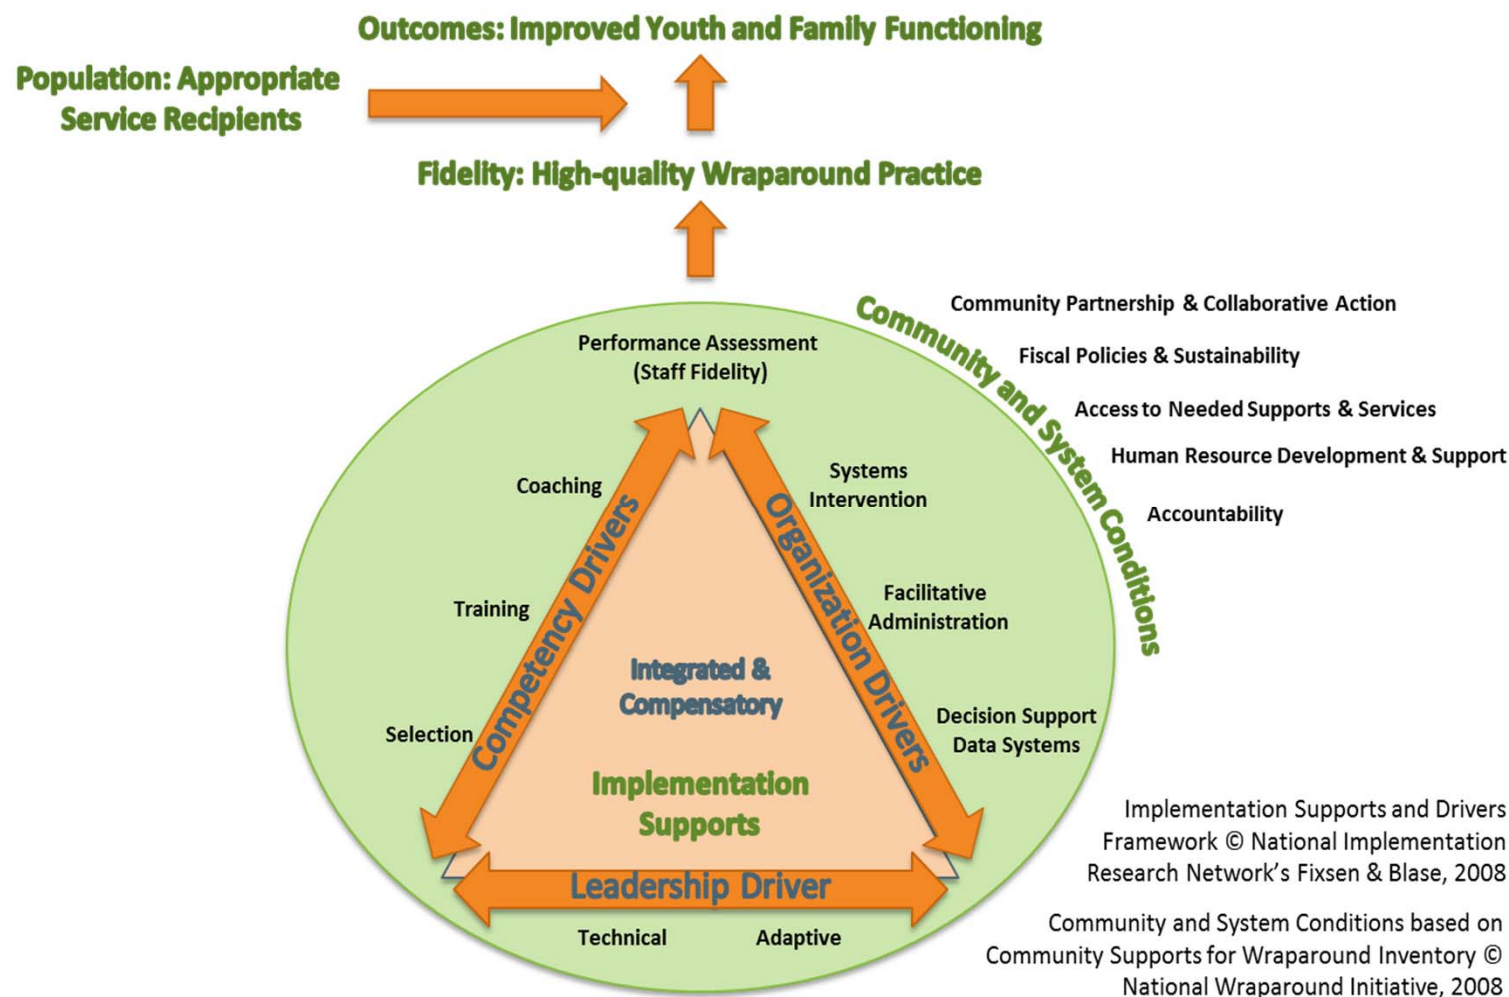 Outcomes: Improved Youth and Family Functioning
Population: Appropriate
Service Recipients
Fidelity: High-quality Wraparound Practice
Community and System Conditions
Community Partnership & Collaborative Action
Fiscal Policies & Sustainability
Access to Needed Supports & Services
Human Resource Development & Support
Accountability
Performance Assessment
(Staff Fidelity)
Competency Drivers
Coaching
Training
Selection
Organization Drivers
Systems
Intervention
Facilitative
Administration
Decision Support
Data Systems
Integrated &
Compensatory
Implementation
Supports
Leadership Driver
Technical
Adaptive
Implementation Supports and Drivers
Framework © National Implementation
Research Network’s Fixsen & Blase, 2008
Community and System Conditions based on
Community Supports for Wraparound Inventory ©
National Wraparound Initiative, 2008